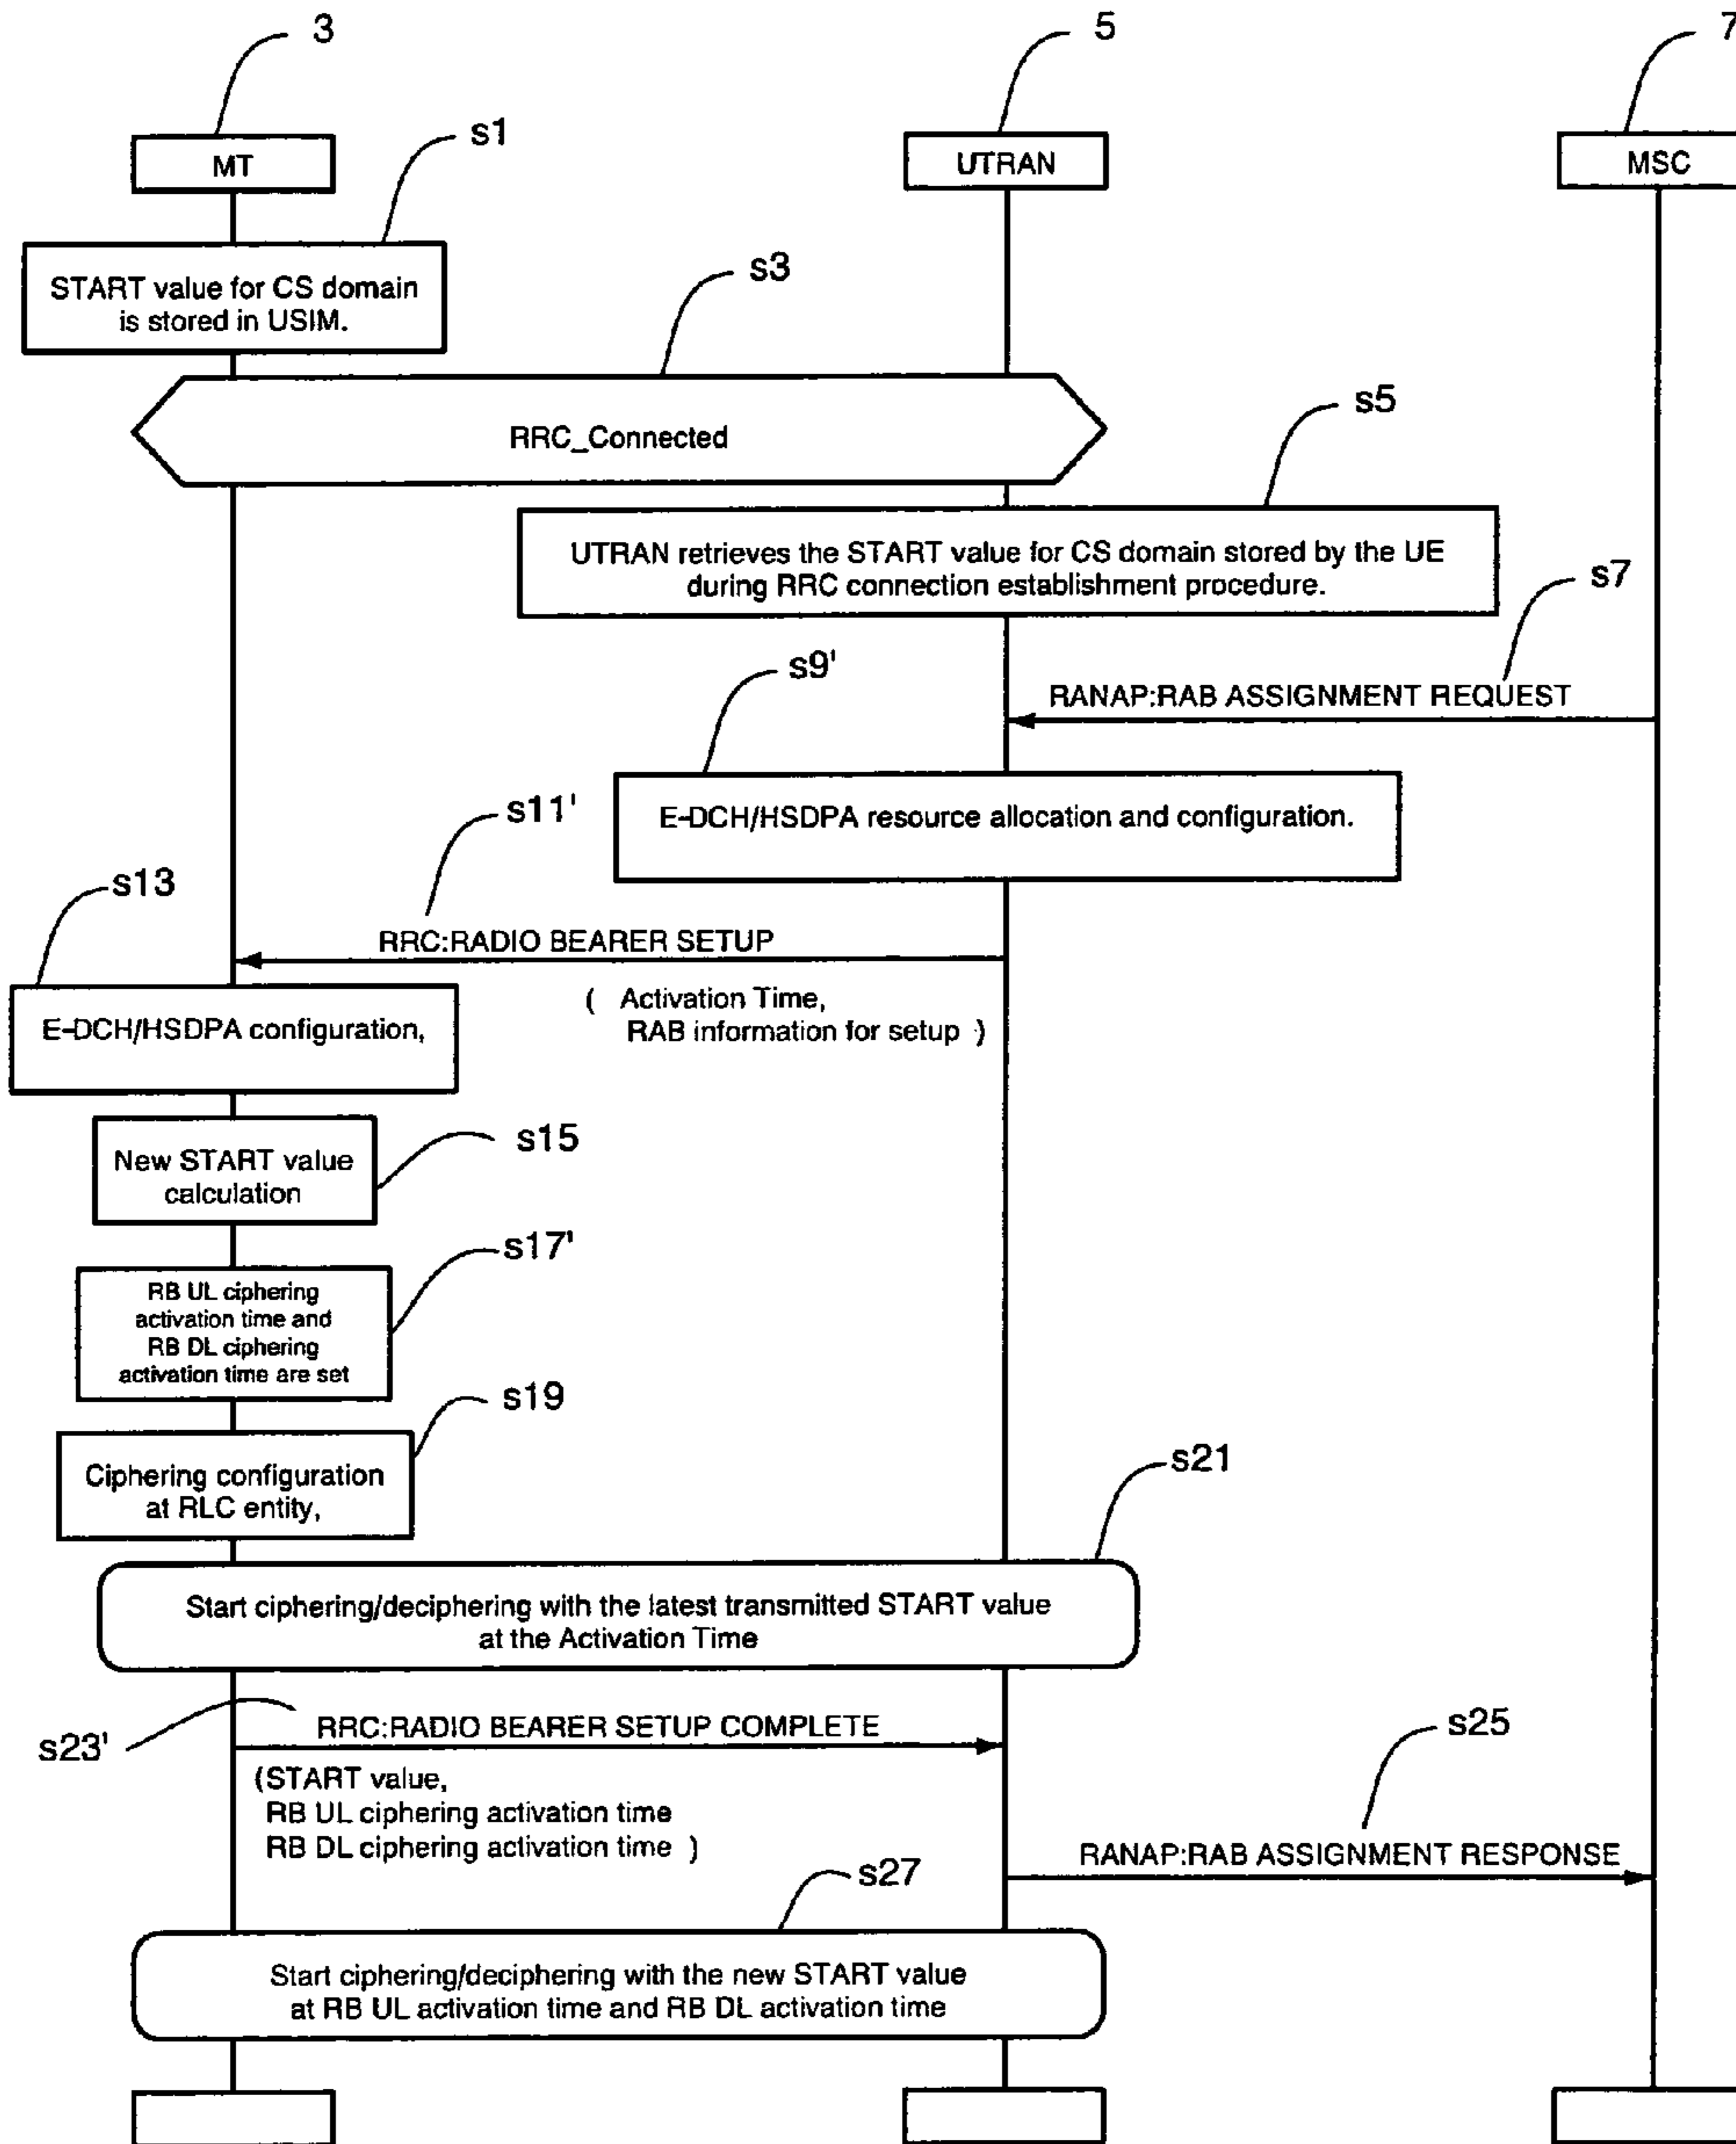 3
5
7
s1
MT
UTRAN
MSC
START value for CS domain
is stored in USIM.
s3
RRC_Connected
s5
UTRAN retrieves the START value for CS domain stored by the UE
during RRC connection establishment procedure.
s7
RANAP:RAB ASSIGNMENT REQUEST
s9'
E-DCH/HSDPA resource allocation and configuration.
s11'
RRC:RADIO BEARER SETUP
( Activation Time,
RAB information for setup )
s13
E-DCH/HSDPA configuration,
s15
New START value
calculation
s17'
RB UL ciphering
activation time and
RB DL ciphering
activation time are set
s19
Ciphering configuration
at RLC entity,
s21
Start ciphering/deciphering with the latest transmitted START value
at the Activation Time
s23'
RRC:RADIO BEARER SETUP COMPLETE
(START value,
RB UL ciphering activation time
RB DL ciphering activation time )
s25
RANAP:RAB ASSIGNMENT RESPONSE
s27
Start ciphering/deciphering with the new START value
at RB UL activation time and RB DL activation time